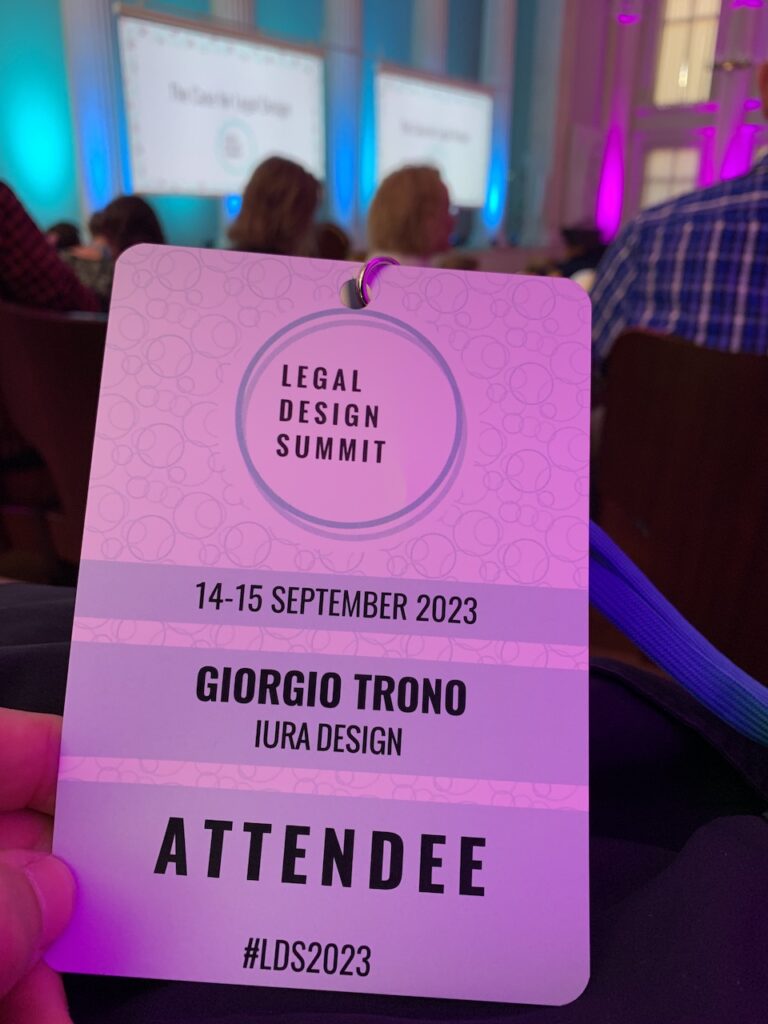 LEGAL
DESIGN
SUMMIT
14-15 SEPTEMBER 2023
GIORGIO TRONO
IURA DESIGN
ATTENDEE
#LDS2023